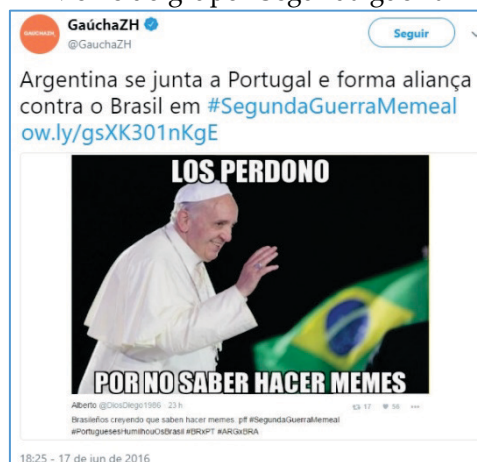 GaúchaZH
@GauchaZH
Seguir
Argentina se junta a Portugal e forma aliança
contra o Brasil em #SegundaGuerraMemeal
ow.ly/gsXK301nKgE
LOS PERDONO
POR NO SABER HACER MEMES
Alberto @DiosDiego1986 · 23 h
17 56
Brasileños creyendo que saben hacer memes. pff #SegundaGuerraMemeal
#PortuguesesHumilhouOsBrasil #BRxPT #ARGxBRA
18:25 - 17 de jun de 2016